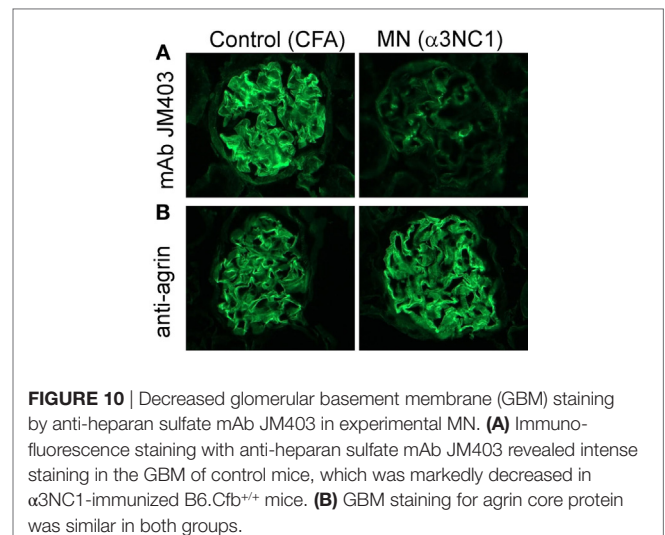 Control (CFA) MN (α3NC1)
A
mAb JM403
B
anti-agrin
FIGURE 10 | Decreased glomerular basement membrane (GBM) staining
by anti-heparan sulfate mAb JM403 in experimental MN. (A) Immuno-
fluorescence staining with anti-heparan sulfate mAb JM403 revealed intense
staining in the GBM of control mice, which was markedly decreased in
α3NC1-immunized B6.Cfb+/+ mice. (B) GBM staining for agrin core protein
was similar in both groups.